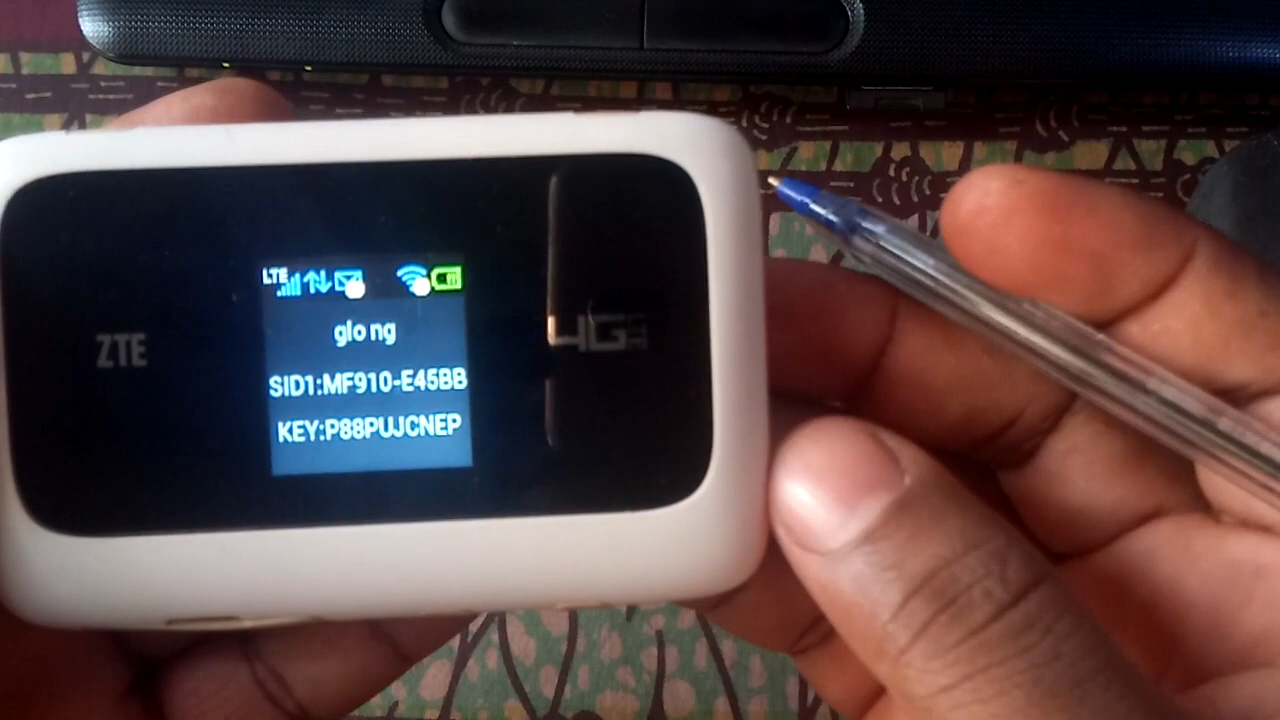 LTE
glo ng
SID1:MF910-E45BB
KEY:P88PUJCNEP
ZTE
4G